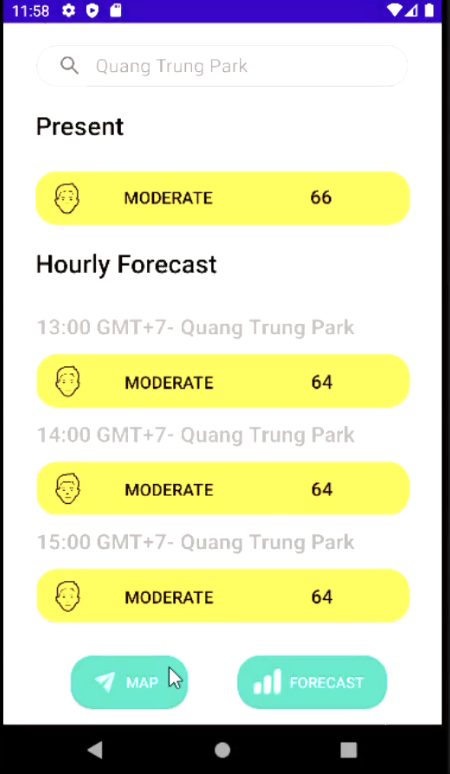 11:58
Quang Trung Park
Present
MODERATE 66
Hourly Forecast
13:00 GMT+7- Quang Trung Park
MODERATE 64
14:00 GMT+7- Quang Trung Park
MODERATE 64
15:00 GMT+7- Quang Trung Park
MODERATE 64
MAP FORECAST